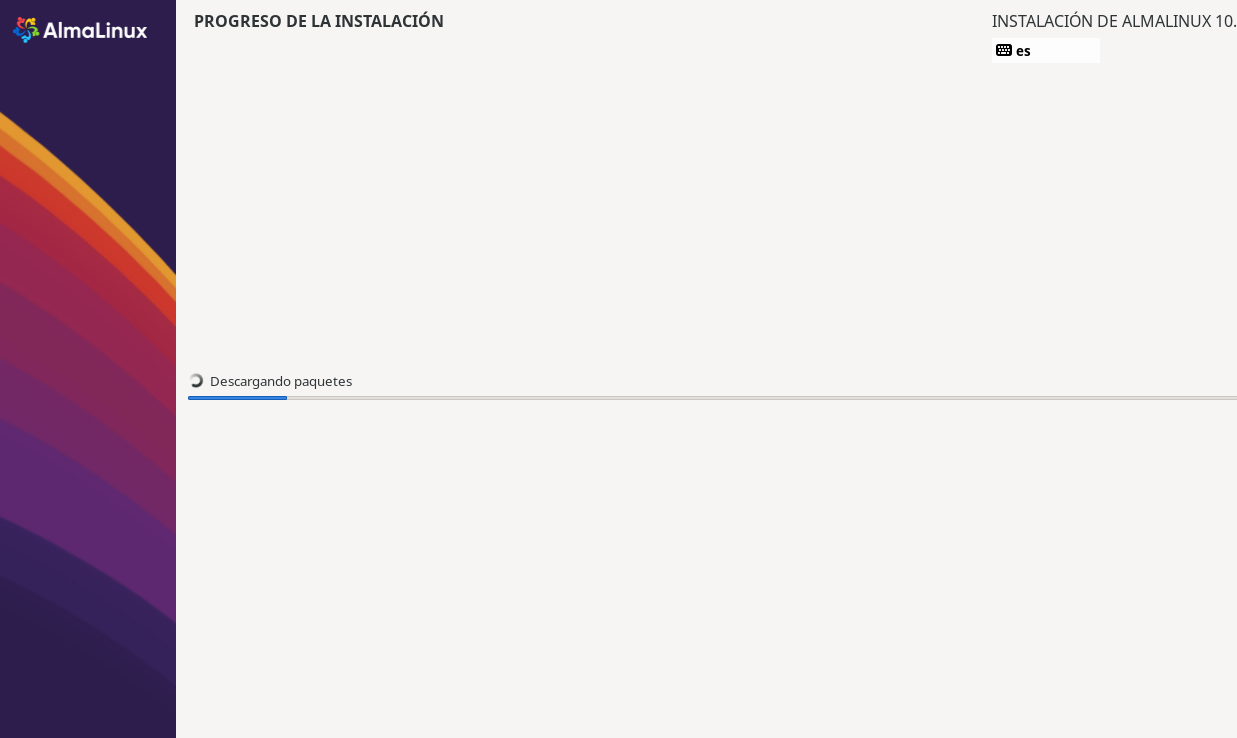 AlmaLinux
PROGRESO DE LA INSTALACIÓN
INSTALACIÓN DE ALMALINUX 10.
es
Descargando paquetes